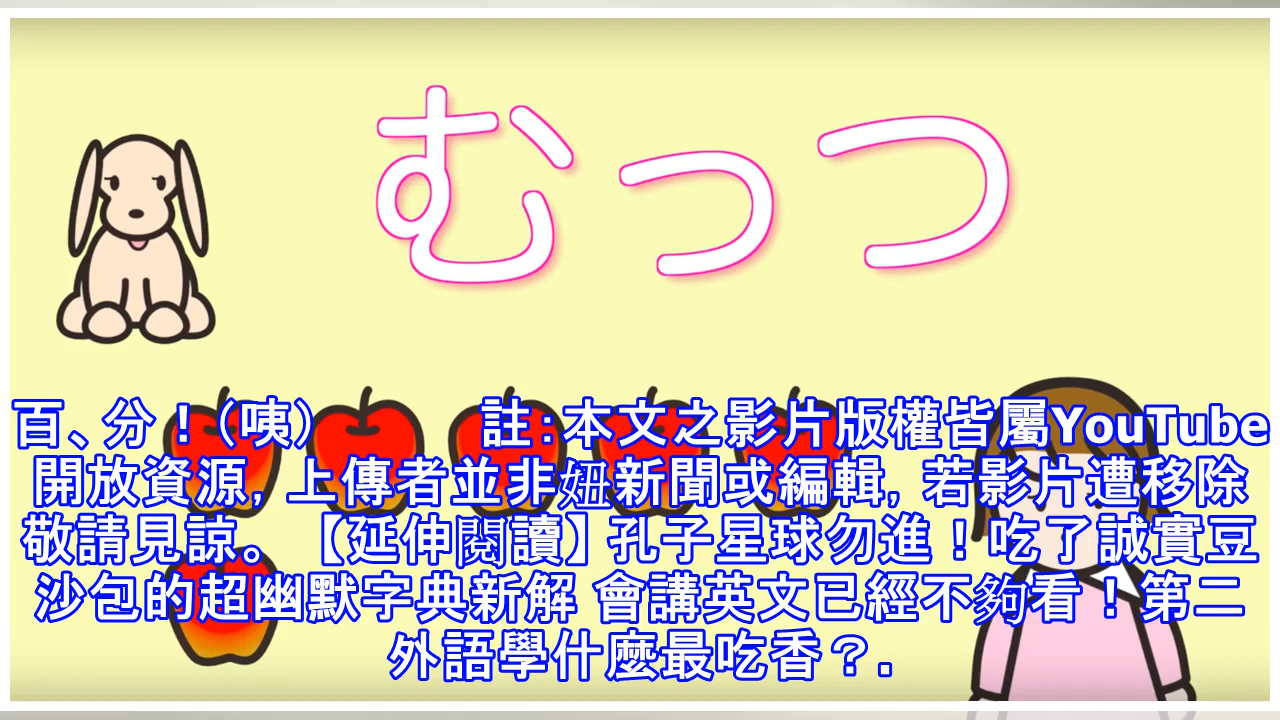 むっつ
百、分！（咦） 註：本文之影片版權皆屬YouTube
開放資源, 上傳者並非妞新聞或編輯, 若影片遭移除
敬請見諒。 【延伸閱讀】孔子星球勿進！吃了誠實豆
沙包的超幽默字典新解 會講英文已經不夠看！第二
外語學什麼最吃香？.